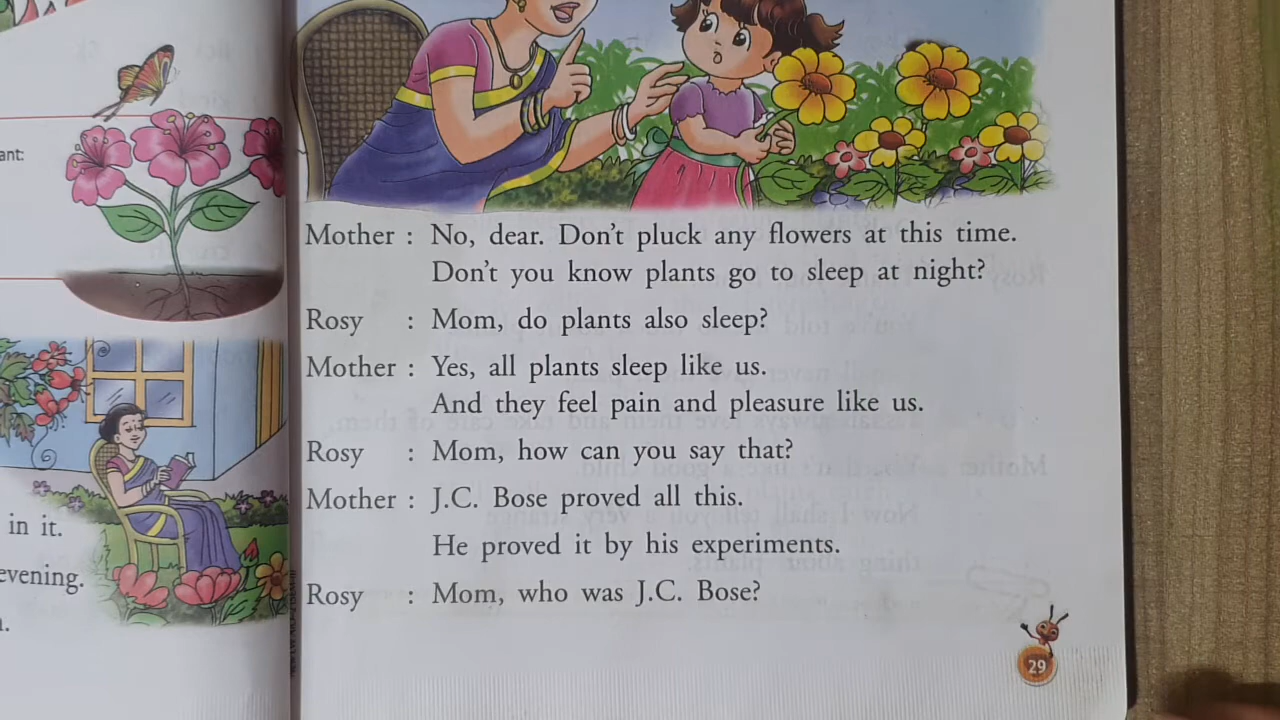 ant:
in it.
evening.
Mother : No, dear. Don't pluck any flowers at this time.
Don't you know plants go to sleep at night?
Rosy : Mom, do plants also sleep?
Mother : Yes, all plants sleep like us.
And they feel pain and pleasure like us.
Rosy : Mom, how can you say that?
Mother : J.C. Bose proved all this.
He proved it by his experiments.
Rosy : Mom, who was J.C. Bose?
29